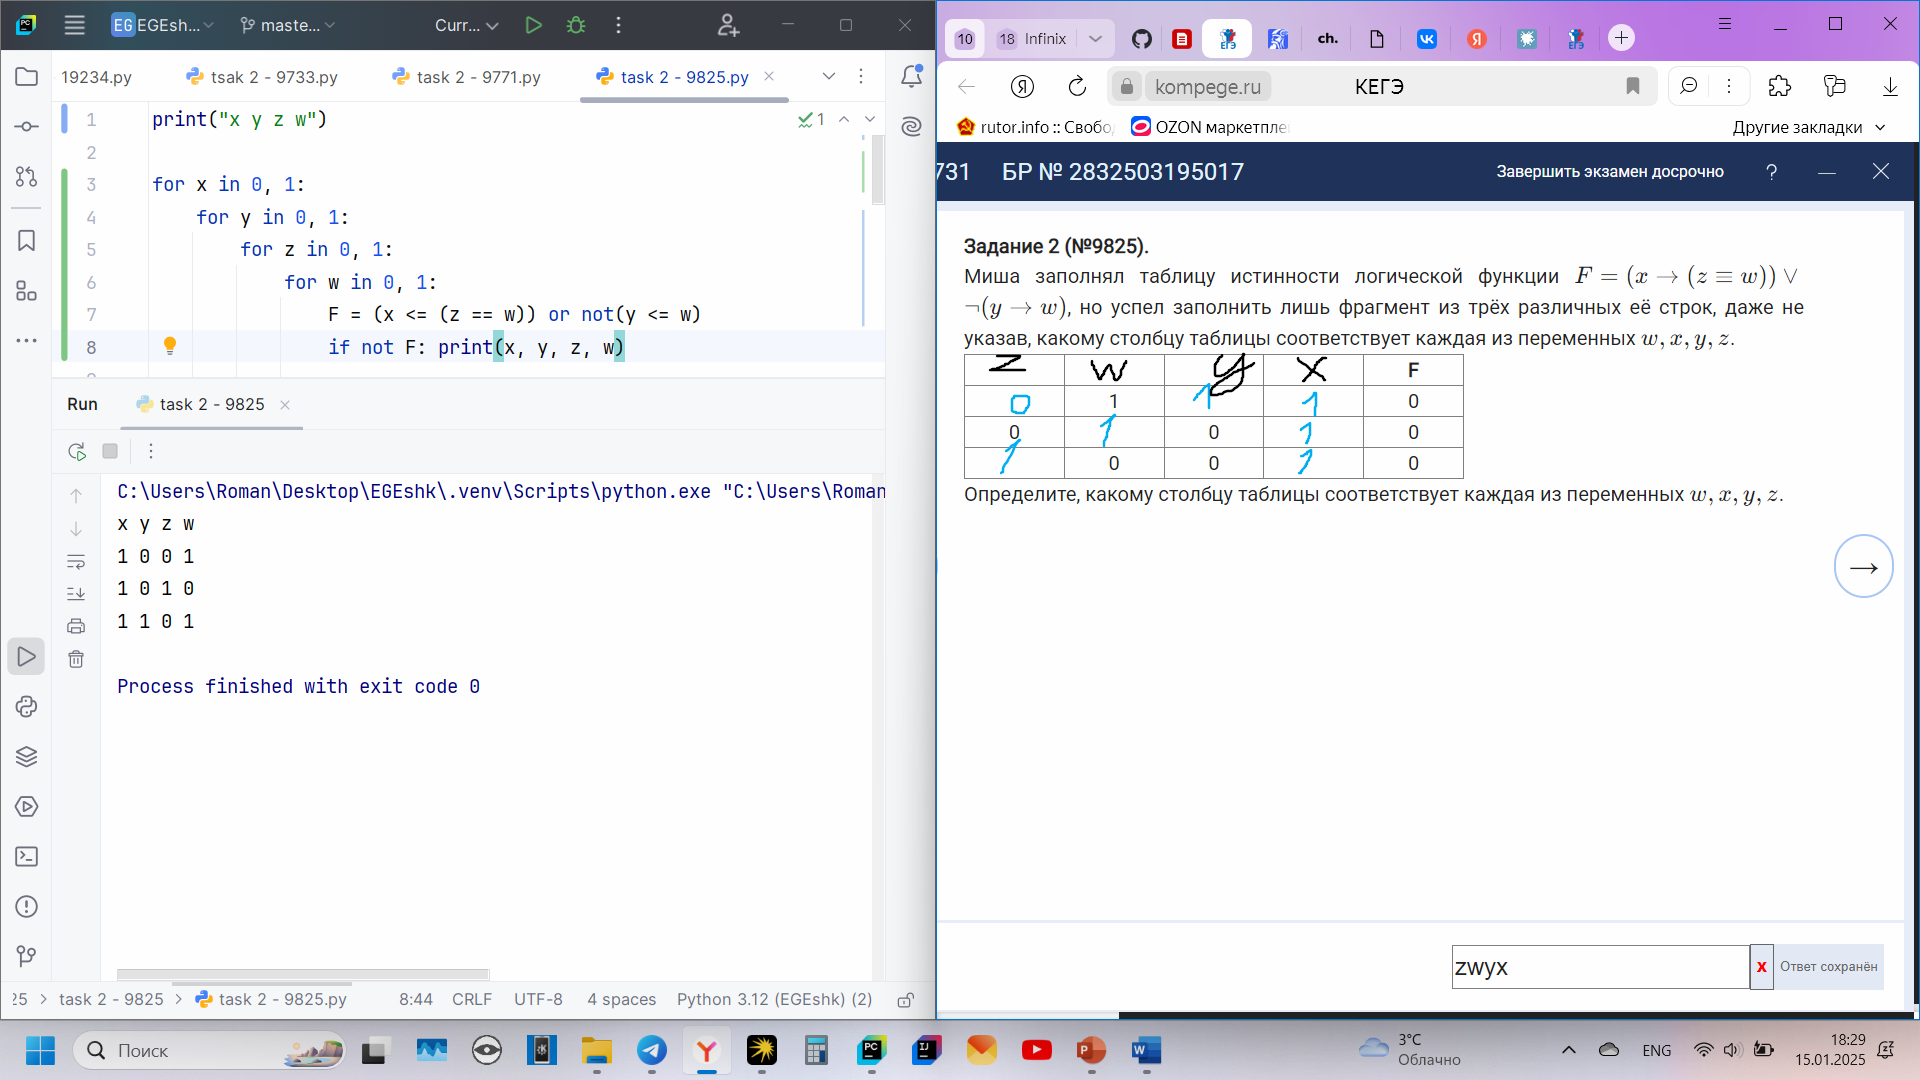 EG EGEsh...
maste...
Curr...
19234.py
tsak 2 - 9733.py
task 2 - 9771.py
task 2 - 9825.py
1 print("x y z w")
1
2
3 for x in 0, 1:
4 for y in 0, 1:
5 for z in 0, 1:
6 for w in 0, 1:
7 F = (x <= (z == w)) or not(y <= w)
8 if not F: print(x, y, z, w)
Run
task 2 - 9825
C:\Users\Roman\Desktop\EGEshk\.venv\Scripts\python.exe "C:\Users\Roman
x y z w
1 0 0 1
1 0 1 0
1 1 0 1
Process finished with exit code 0
25 > task 2 - 9825 > task 2 - 9825.py
8:44 CRLF UTF-8 4 spaces Python 3.12 (EGEshk) (2)
10
18 Infinix
ЕГЭ
ch.
ЕГЭ
kompege.ru
КЕГЭ
rutor.info :: Свобо
OZON маркетпле
Другие закладки
731 БР № 2832503195017
Завершить экзамен досрочно
?
Задание 2 (№9825).
Миша заполнял таблицу истинности логической функции F = (x → (z ≡ w)) ∨
¬(y → w), но успел заполнить лишь фрагмент из трёх различных её строк, даже не
указав, какому столбцу таблицы соответствует каждая из переменных w, x, y, z.
z w y x F
0 1 1 1 0
0 1 0 1 0
1 0 0 1 0
Определите, какому столбцу таблицы соответствует каждая из переменных w, x, y, z.
→
zwyx
x
Ответ сохранён
Поиск
3°C
Облачно
ENG
18:29
15.01.2025